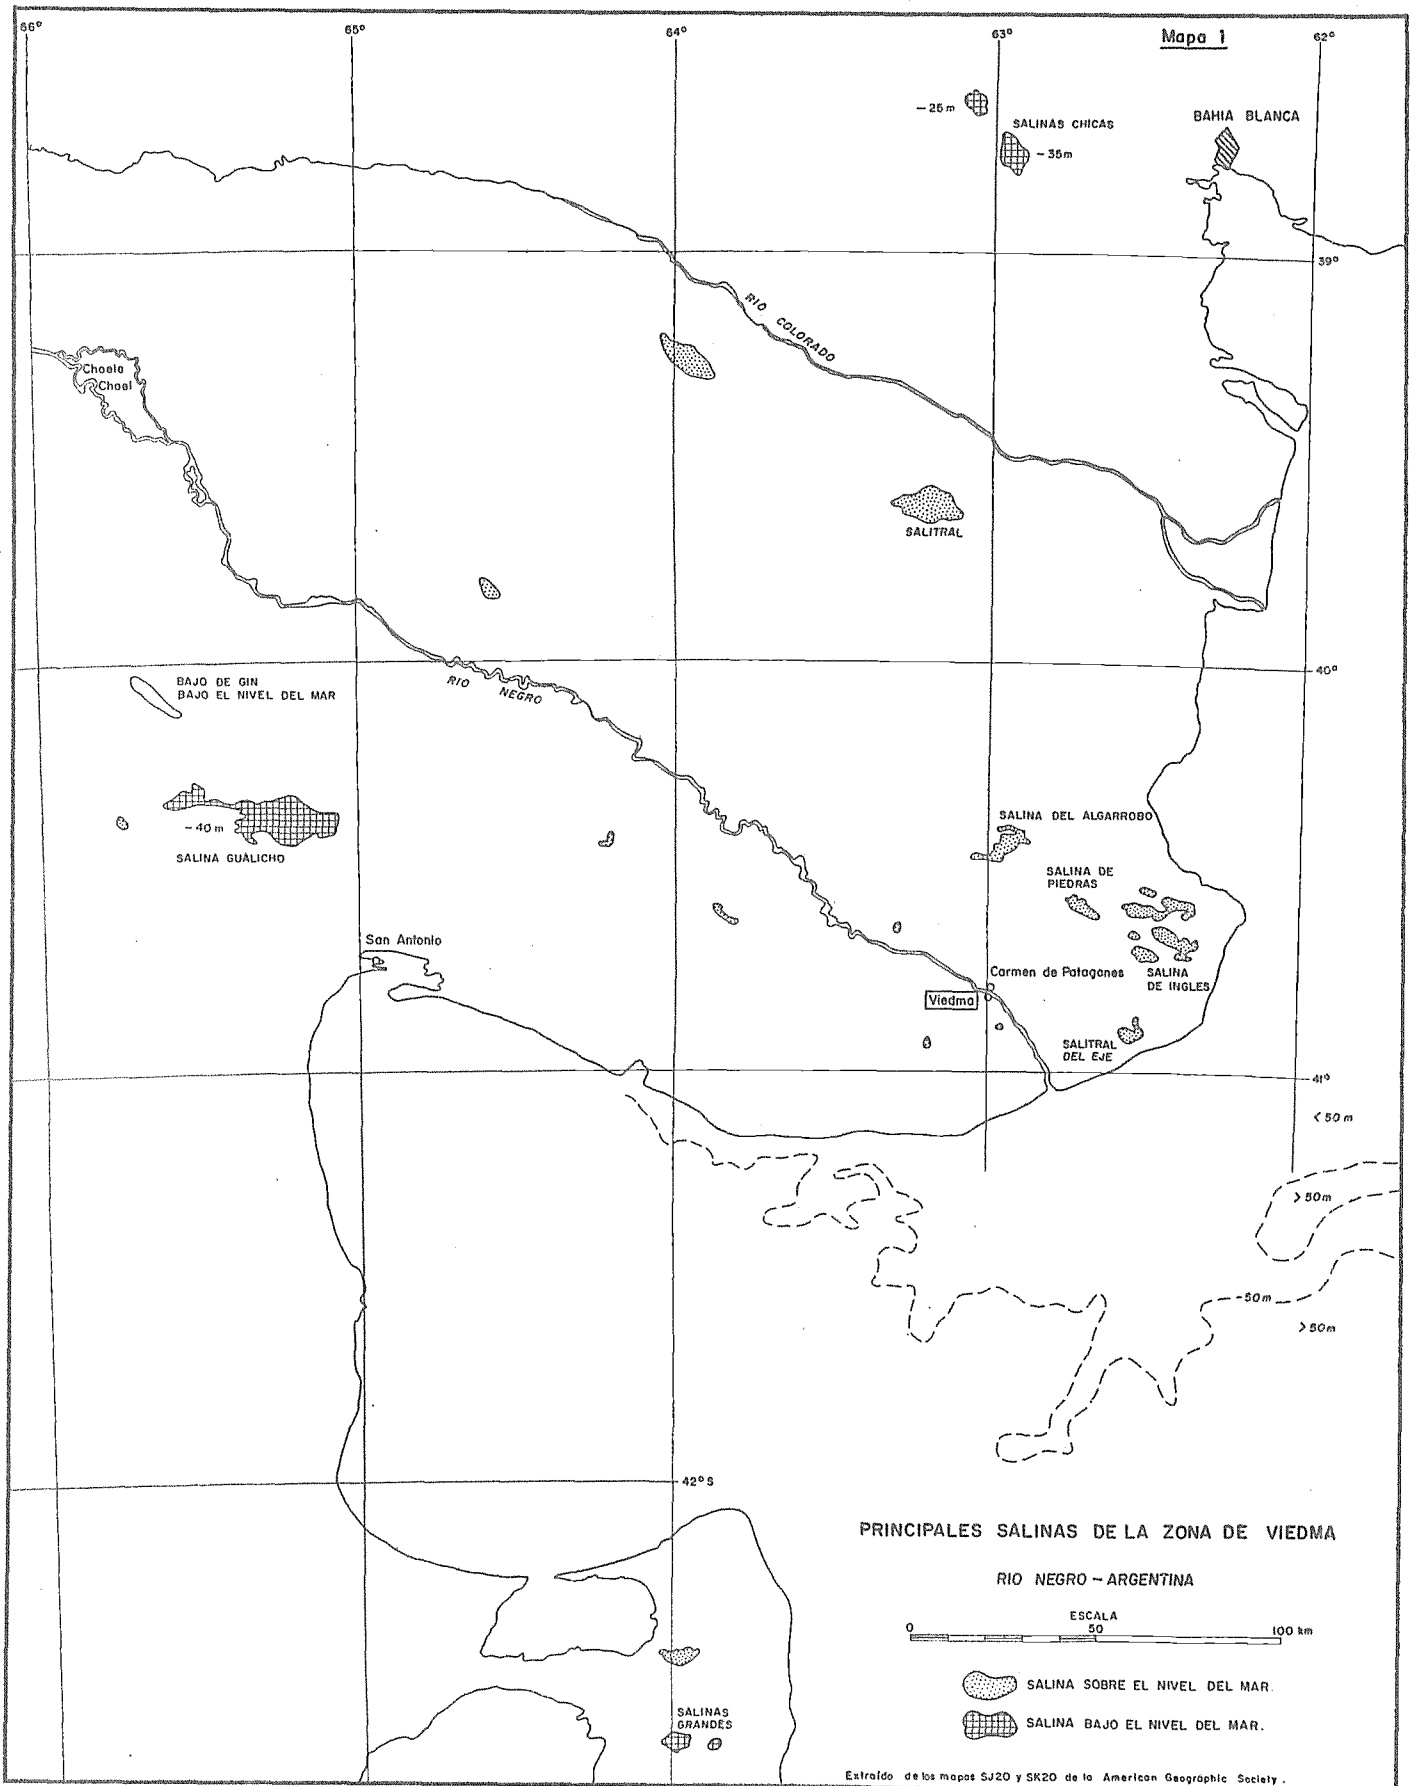 66°
65°
64°
63°
Mapa 1
62°
-25m
SALINAS CHICAS
-35m
BAHIA BLANCA
39°
RIO COLORADO
Choele
Choel
SALITRAL
40°
BAJO DE GIN
BAJO EL NIVEL DEL MAR
RIO NEGRO
-40m
SALINA GUALICHO
SALINA DEL ALGARROBO
SALINA DE
PIEDRAS
San Antonio
Carmen de Patagones
SALINA
DE INGLES
Viedma
SALITRAL
DEL EJE
41°
<50m
>50m
-50m
>50m
42°S
PRINCIPALES SALINAS DE LA ZONA DE VIEDMA
RIO NEGRO - ARGENTINA
ESCALA
0 50 100 km
SALINA SOBRE EL NIVEL DEL MAR.
SALINAS
GRANDES
SALINA BAJO EL NIVEL DEL MAR.
Extraído de los mapas SJ20 y SK20 de la American Geographic Society.